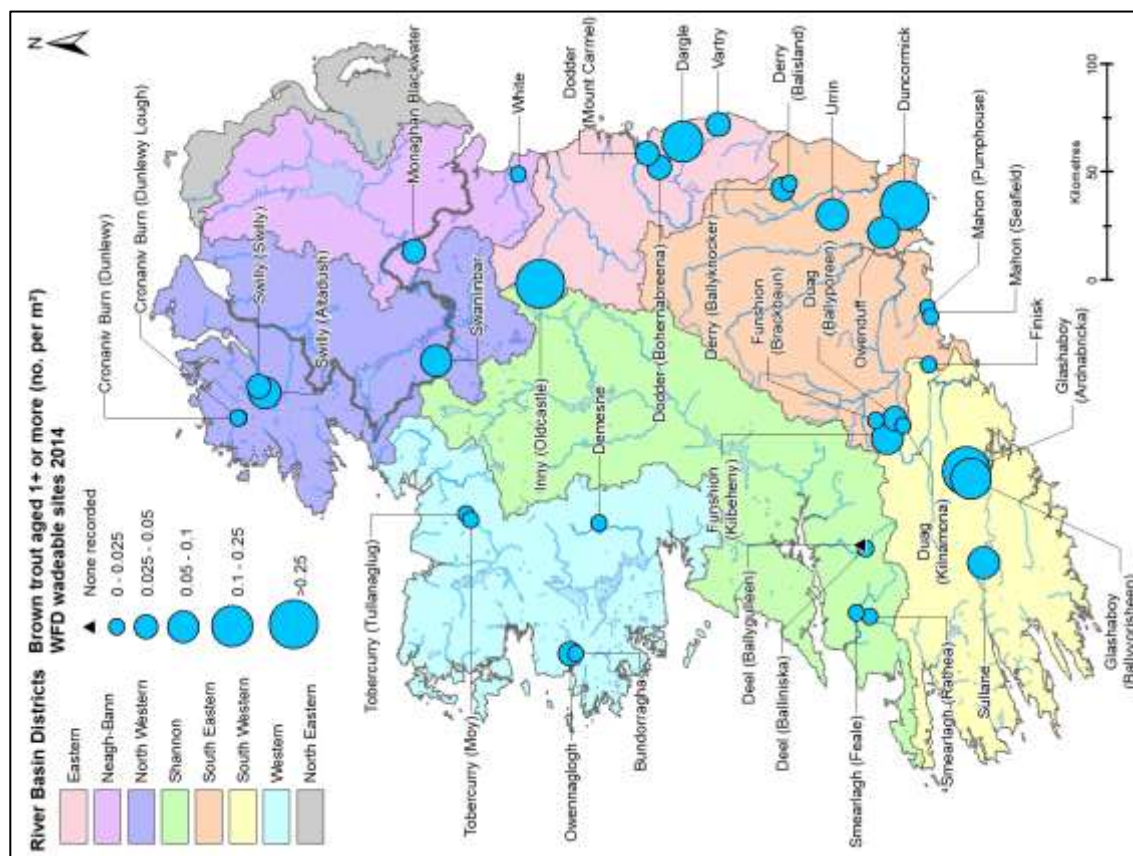 River Basin Districts
Eastern
Neagh-Bann
North Western
Shannon
South Eastern
South Western
Western
North Eastern
Brown trout aged 1+ or more (no, per m²)
WFD wadeable sites 2014
None recorded
0 - 0.025
0.025 - 0.05
0.05 - 0.1
0.1 - 0.25
>0.25
N
Cronaniv Burn (Dunlewy)
Cronaniv Burn (Dunlewy Lough)
Swilly (Swilly)
Swilly (Altadush)
Monaghan Blackwater
Swanlinbar
White
Tobercurry (Tullanaglug)
Tobercurry (Moy)
Owennaglogh
Bundorragha
Demesne
Inny (Oldcastle)
Dodder
(Mount Carmel)
Dodder (Bohernabreena)
Dargle
Vartry
Derry
(Balisland)
Derry (Ballyknocker)
Urrin
Duncormick
Owenduff
Duag
(Ballyporeen)
Funshion
(Brackbaun)
Funshion
(Kilbeheny)
Duag
(Kilnamona)
Mahon (Pumphouse)
Mahon (Seafield)
Finisk
Glashaboy
(Ardnabricka)
Glashaboy
(Ballyvorisheen)
Sullane
Deel (Ballygulleen)
Deel (Balliniska)
Smearlagh (Feale)
Smearlagh (Rathea)
0
50
100
Kilometres